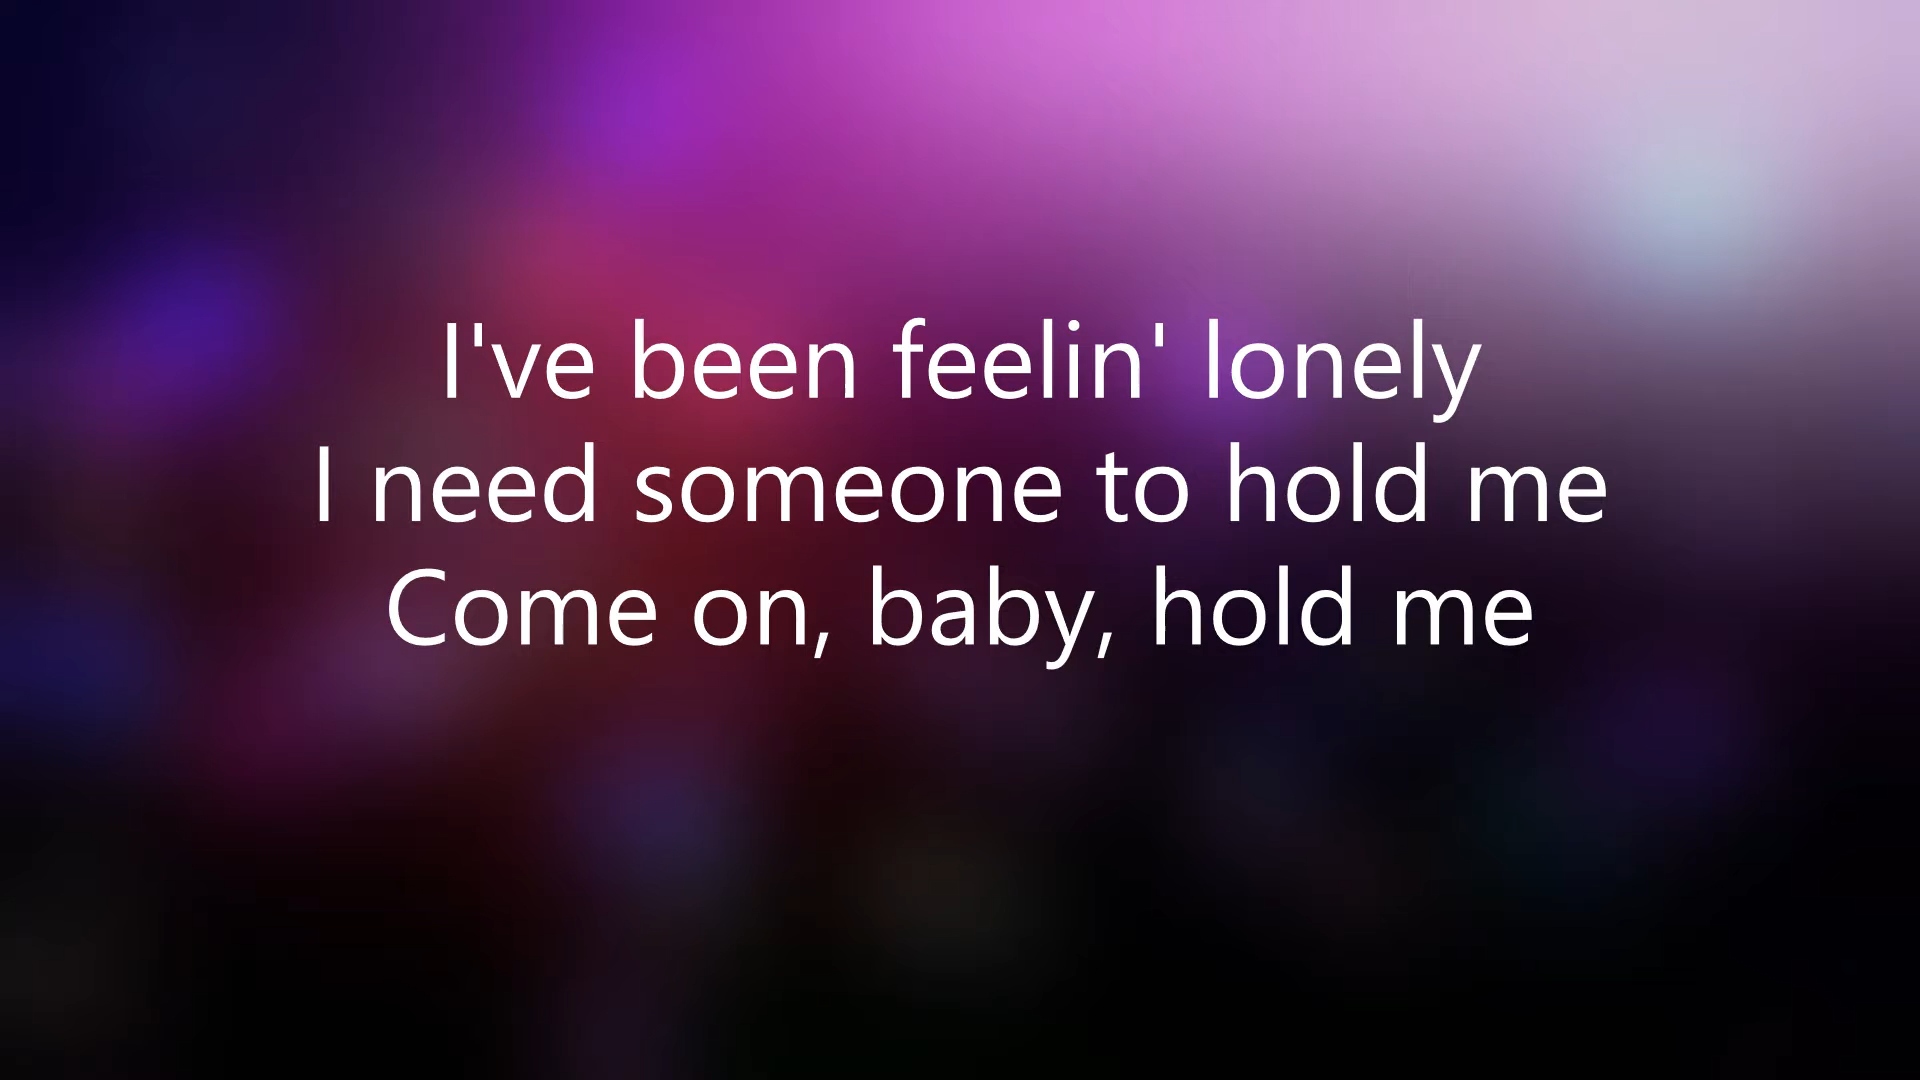 I've been feelin' lonely
I need someone to hold me
Come on, baby, hold me